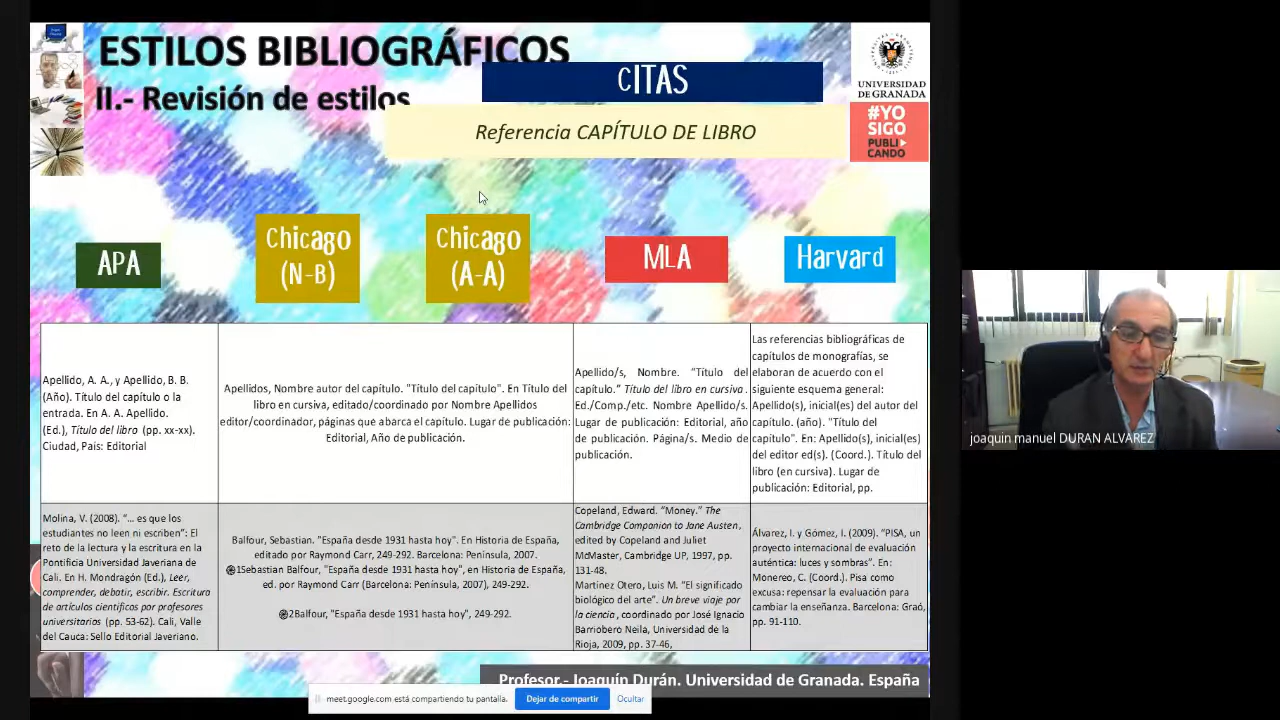 ESTILOS BIBLIOGRÁFICOS
II.- Revisión de estilos
CITAS
Referencia CAPÍTULO DE LIBRO
UNIVERSIDAD
DE GRANADA
#YO
SIGO
PUBLI
CANDO
APA
Chicago
(N-B)
Chicago
(A-A)
MLA
Harvard
Apellido, A. A., y Apellido, B. B.
(Año). Título del capítulo o la
entrada. En A. A. Apellido.
(Ed.), Título del libro (pp. xx-xx).
Ciudad, País: Editorial
Apellidos, Nombre autor del capítulo. "Título del capítulo". En Título del
libro en cursiva, editado/coordinado por Nombre Apellidos
editor/coordinador, páginas que abarca el capítulo. Lugar de publicación:
Editorial, Año de publicación.
Apellido/s, Nombre. “Título del
capítulo.” Título del libro en cursiva.
Ed./Comp./etc. Nombre Apellido/s.
Lugar de publicación: Editorial, año
de publicación. Página/s. Medio de
publicación.
Las referencias bibliográficas de
capítulos de monografías, se
elaboran de acuerdo con el
siguiente esquema general:
Apellido(s), inicial(es) del autor del
capítulo. (año). "Título del
capítulo". En: Apellido(s), inicial(es)
del editor ed(s). (Coord.). Título del
libro (en cursiva). Lugar de
publicación: Editorial, pp.
Molina, V. (2008). “… es que los
estudiantes no leen ni escriben”: El
reto de la lectura y la escritura en la
Pontificia Universidad Javeriana de
Cali. En H. Mondragón (Ed.), Leer,
comprender, debatir, escribir. Escritura
de artículos científicos por profesores
universitarios (pp. 53-62). Cali, Valle
del Cauca: Sello Editorial Javeriano.
Balfour, Sebastian. "España desde 1931 hasta hoy". En Historia de España,
editado por Raymond Carr, 249-292. Barcelona: Península, 2007.
1Sebastian Balfour, "España desde 1931 hasta hoy", en Historia de España,
ed. por Raymond Carr (Barcelona: Península, 2007), 249-292.
2Balfour, "España desde 1931 hasta hoy", 249-292.
Copeland, Edward. “Money.” The
Cambridge Companion to Jane Austen,
edited by Copeland and Juliet
McMaster, Cambridge UP, 1997, pp.
131-48.
Martinez Otero, Luis M. “El significado
biológico del arte”. Un breve viaje por
la ciencia, coordinado por José Ignacio
Barriobero Neila, Universidad de la
Rioja, 2009, pp. 37-46,
Álvarez, I. y Gómez, I. (2009). "PISA, un
proyecto internacional de evaluación
auténtica: luces y sombras”. En:
Monereo, C. (Coord.). Pisa como
excusa: repensar la evaluación para
cambiar la enseñanza. Barcelona: Graó,
pp. 91-110.
Profesor.- Joaquín Durán. Universidad de Granada. España
meet.google.com está compartiendo tu pantalla.
Dejar de compartir
Ocultar
joaquin manuel DURAN ALVAREZ